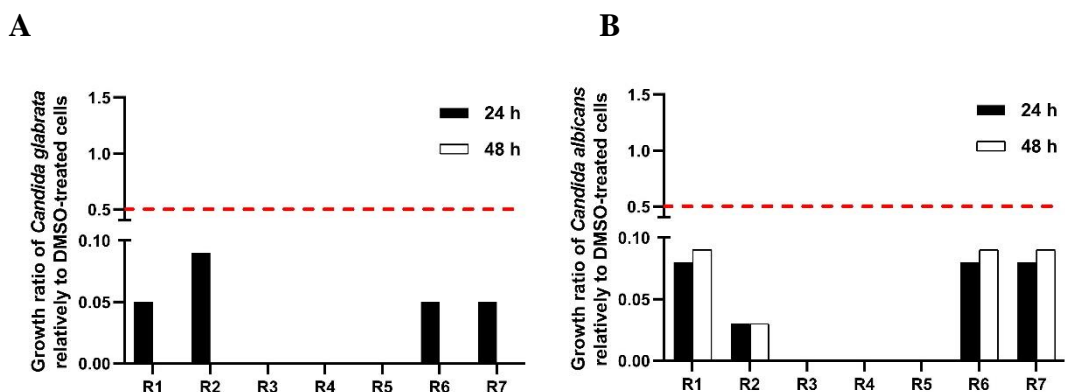 A
Growth ratio of Candida glabrata
relatively to DMSO-treated cells
1.5
1.0
0.5
0.10
0.05
0.00
24 h
48 h
R1 R2 R3 R4 R5 R6 R7
B
Growth ratio of Candida albicans
relatively to DMSO-treated cells
1.5
1.0
0.5
0.10
0.05
0.00
24 h
48 h
R1 R2 R3 R4 R5 R6 R7